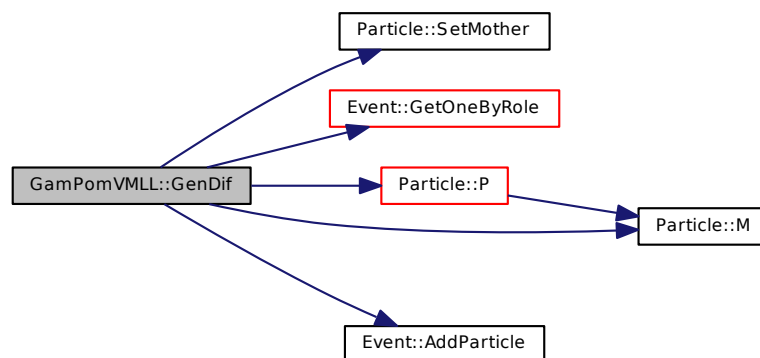 Particle::SetMother
Event::GetOneByRole
GamPomVMLL::GenDif
Particle::P
Particle::M
Event::AddParticle